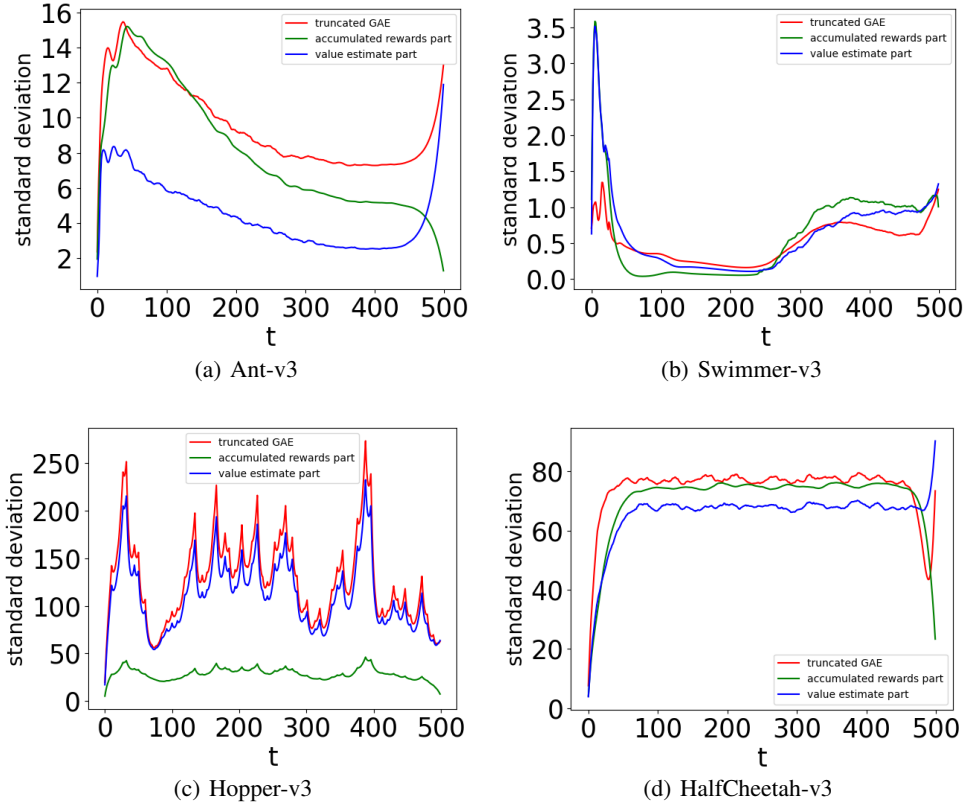 16
14
12
10
8
6
4
2
standard deviation
truncated GAE
accumulated rewards part
value estimate part
0 100 200 300 400 500
t
(a) Ant-v3
3.5
3.0
2.5
2.0
1.5
1.0
0.5
0.0
standard deviation
truncated GAE
accumulated rewards part
value estimate part
0 100 200 300 400 500
t
(b) Swimmer-v3
250
200
150
100
50
0
standard deviation
truncated GAE
accumulated rewards part
value estimate part
0 100 200 300 400 500
t
(c) Hopper-v3
80
60
40
20
0
standard deviation
truncated GAE
accumulated rewards part
value estimate part
0 100 200 300 400 500
t
(d) HalfCheetah-v3